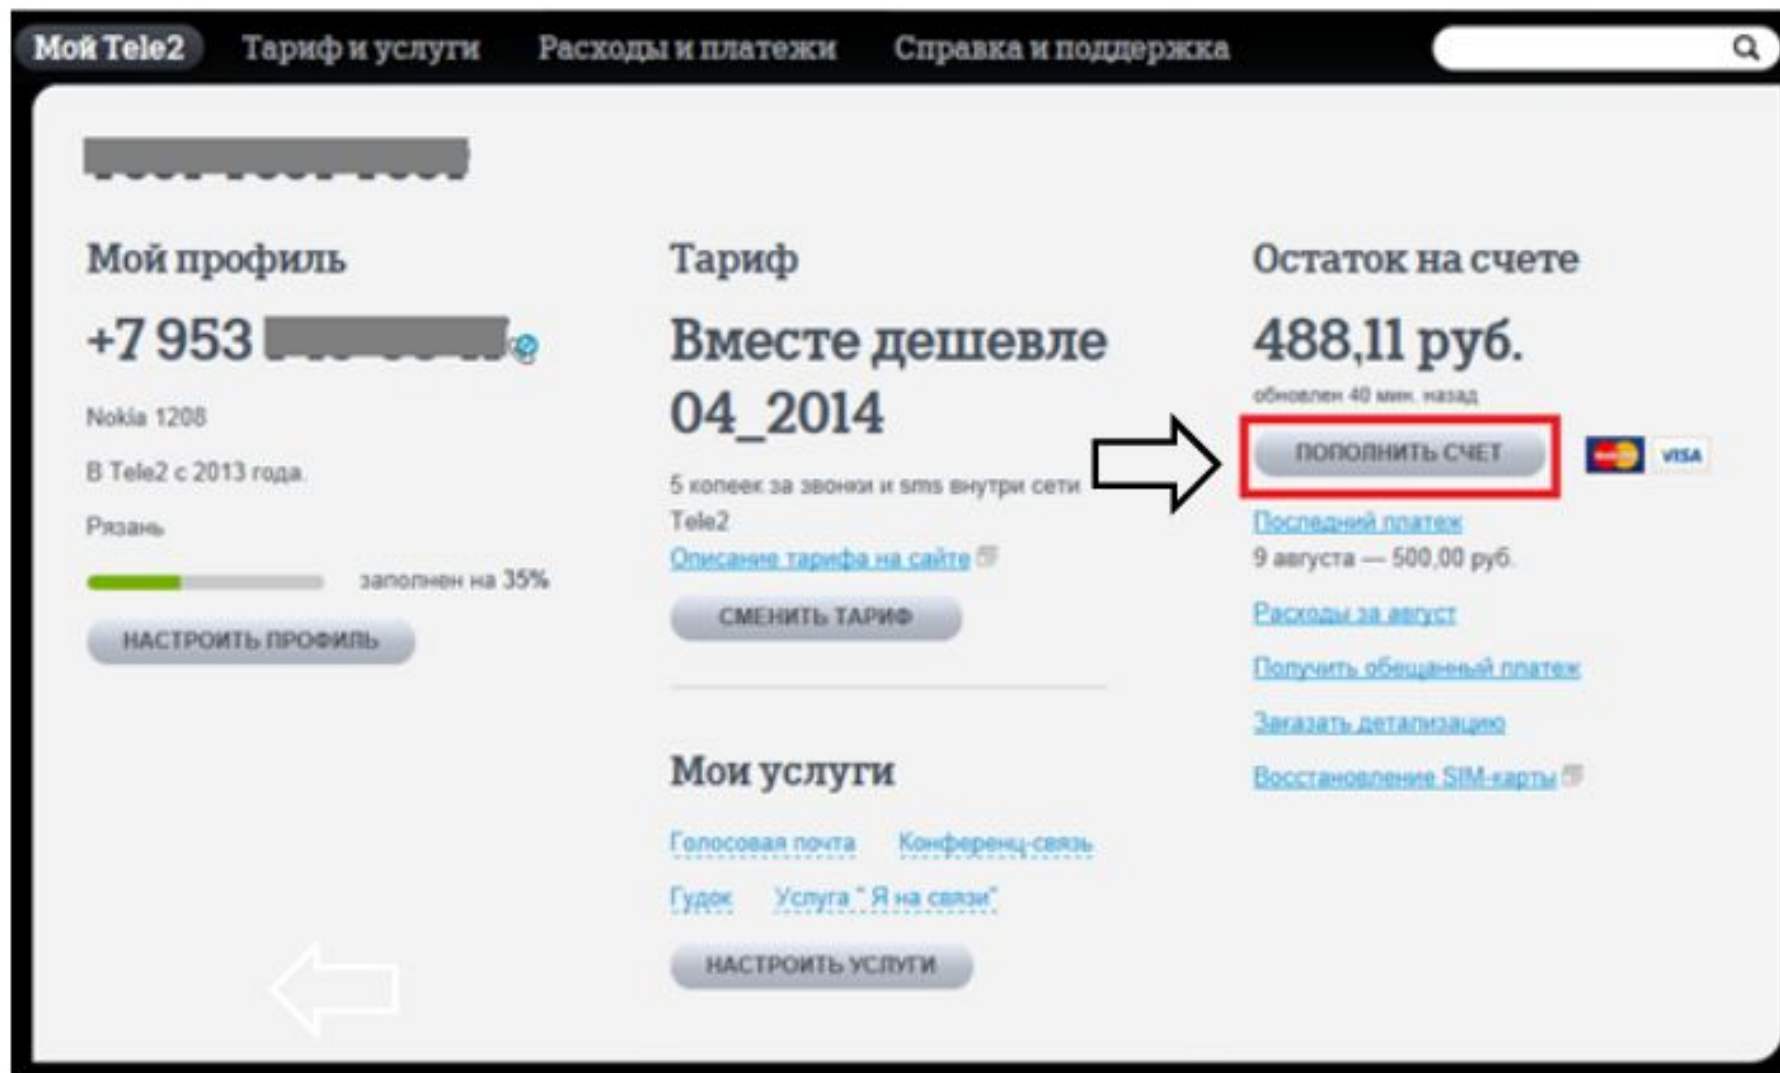 Мой Tele2 Тариф и услуги Расходы и платежи Справка и поддержка
Мой профиль
+7 953
Nokia 1208
В Tele2 с 2013 года.
Рязань
заполнен на 35%
НАСТРОИТЬ ПРОФИЛЬ
Тариф
Вместе дешевле
04_2014
5 копеек за звонки и sms внутри сети
Tele2
Описание тарифа на сайте
СМЕНИТЬ ТАРИФ
Мои услуги
Голосовая почта Конференц-связь
Гудок Услуга " Я на связи"
НАСТРОИТЬ УСЛУГИ
Остаток на счете
488,11 руб.
обновлен 40 мин. назад
ПОПОЛНИТЬ СЧЕТ VISA
Последний платеж
9 августа — 500,00 руб.
Расходы за август
Получить обещанный платеж
Заказать детализацию
Восстановление SIM-карты